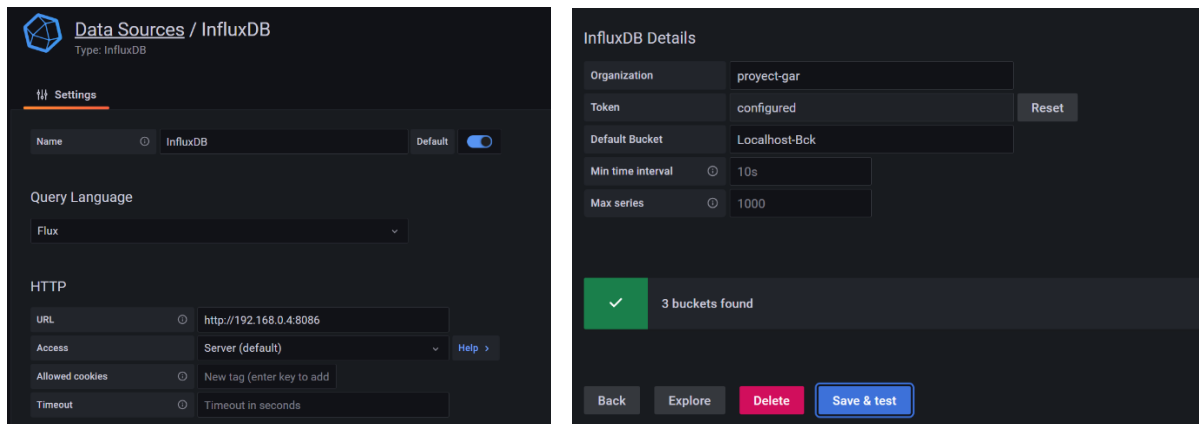 Data Sources / InfluxDB
Type: InfluxDB
Settings
Name InfluxDB Default
Query Language
Flux
HTTP
URL http://192.168.0.4:8086
Access Server (default) Help >
Allowed cookies New tag (enter key to add
Timeout Timeout in seconds
InfluxDB Details
Organization proyect-gar
Token configured Reset
Default Bucket Localhost-Bck
Min time interval 10s
Max series 1000
3 buckets found
Back Explore Delete Save & test